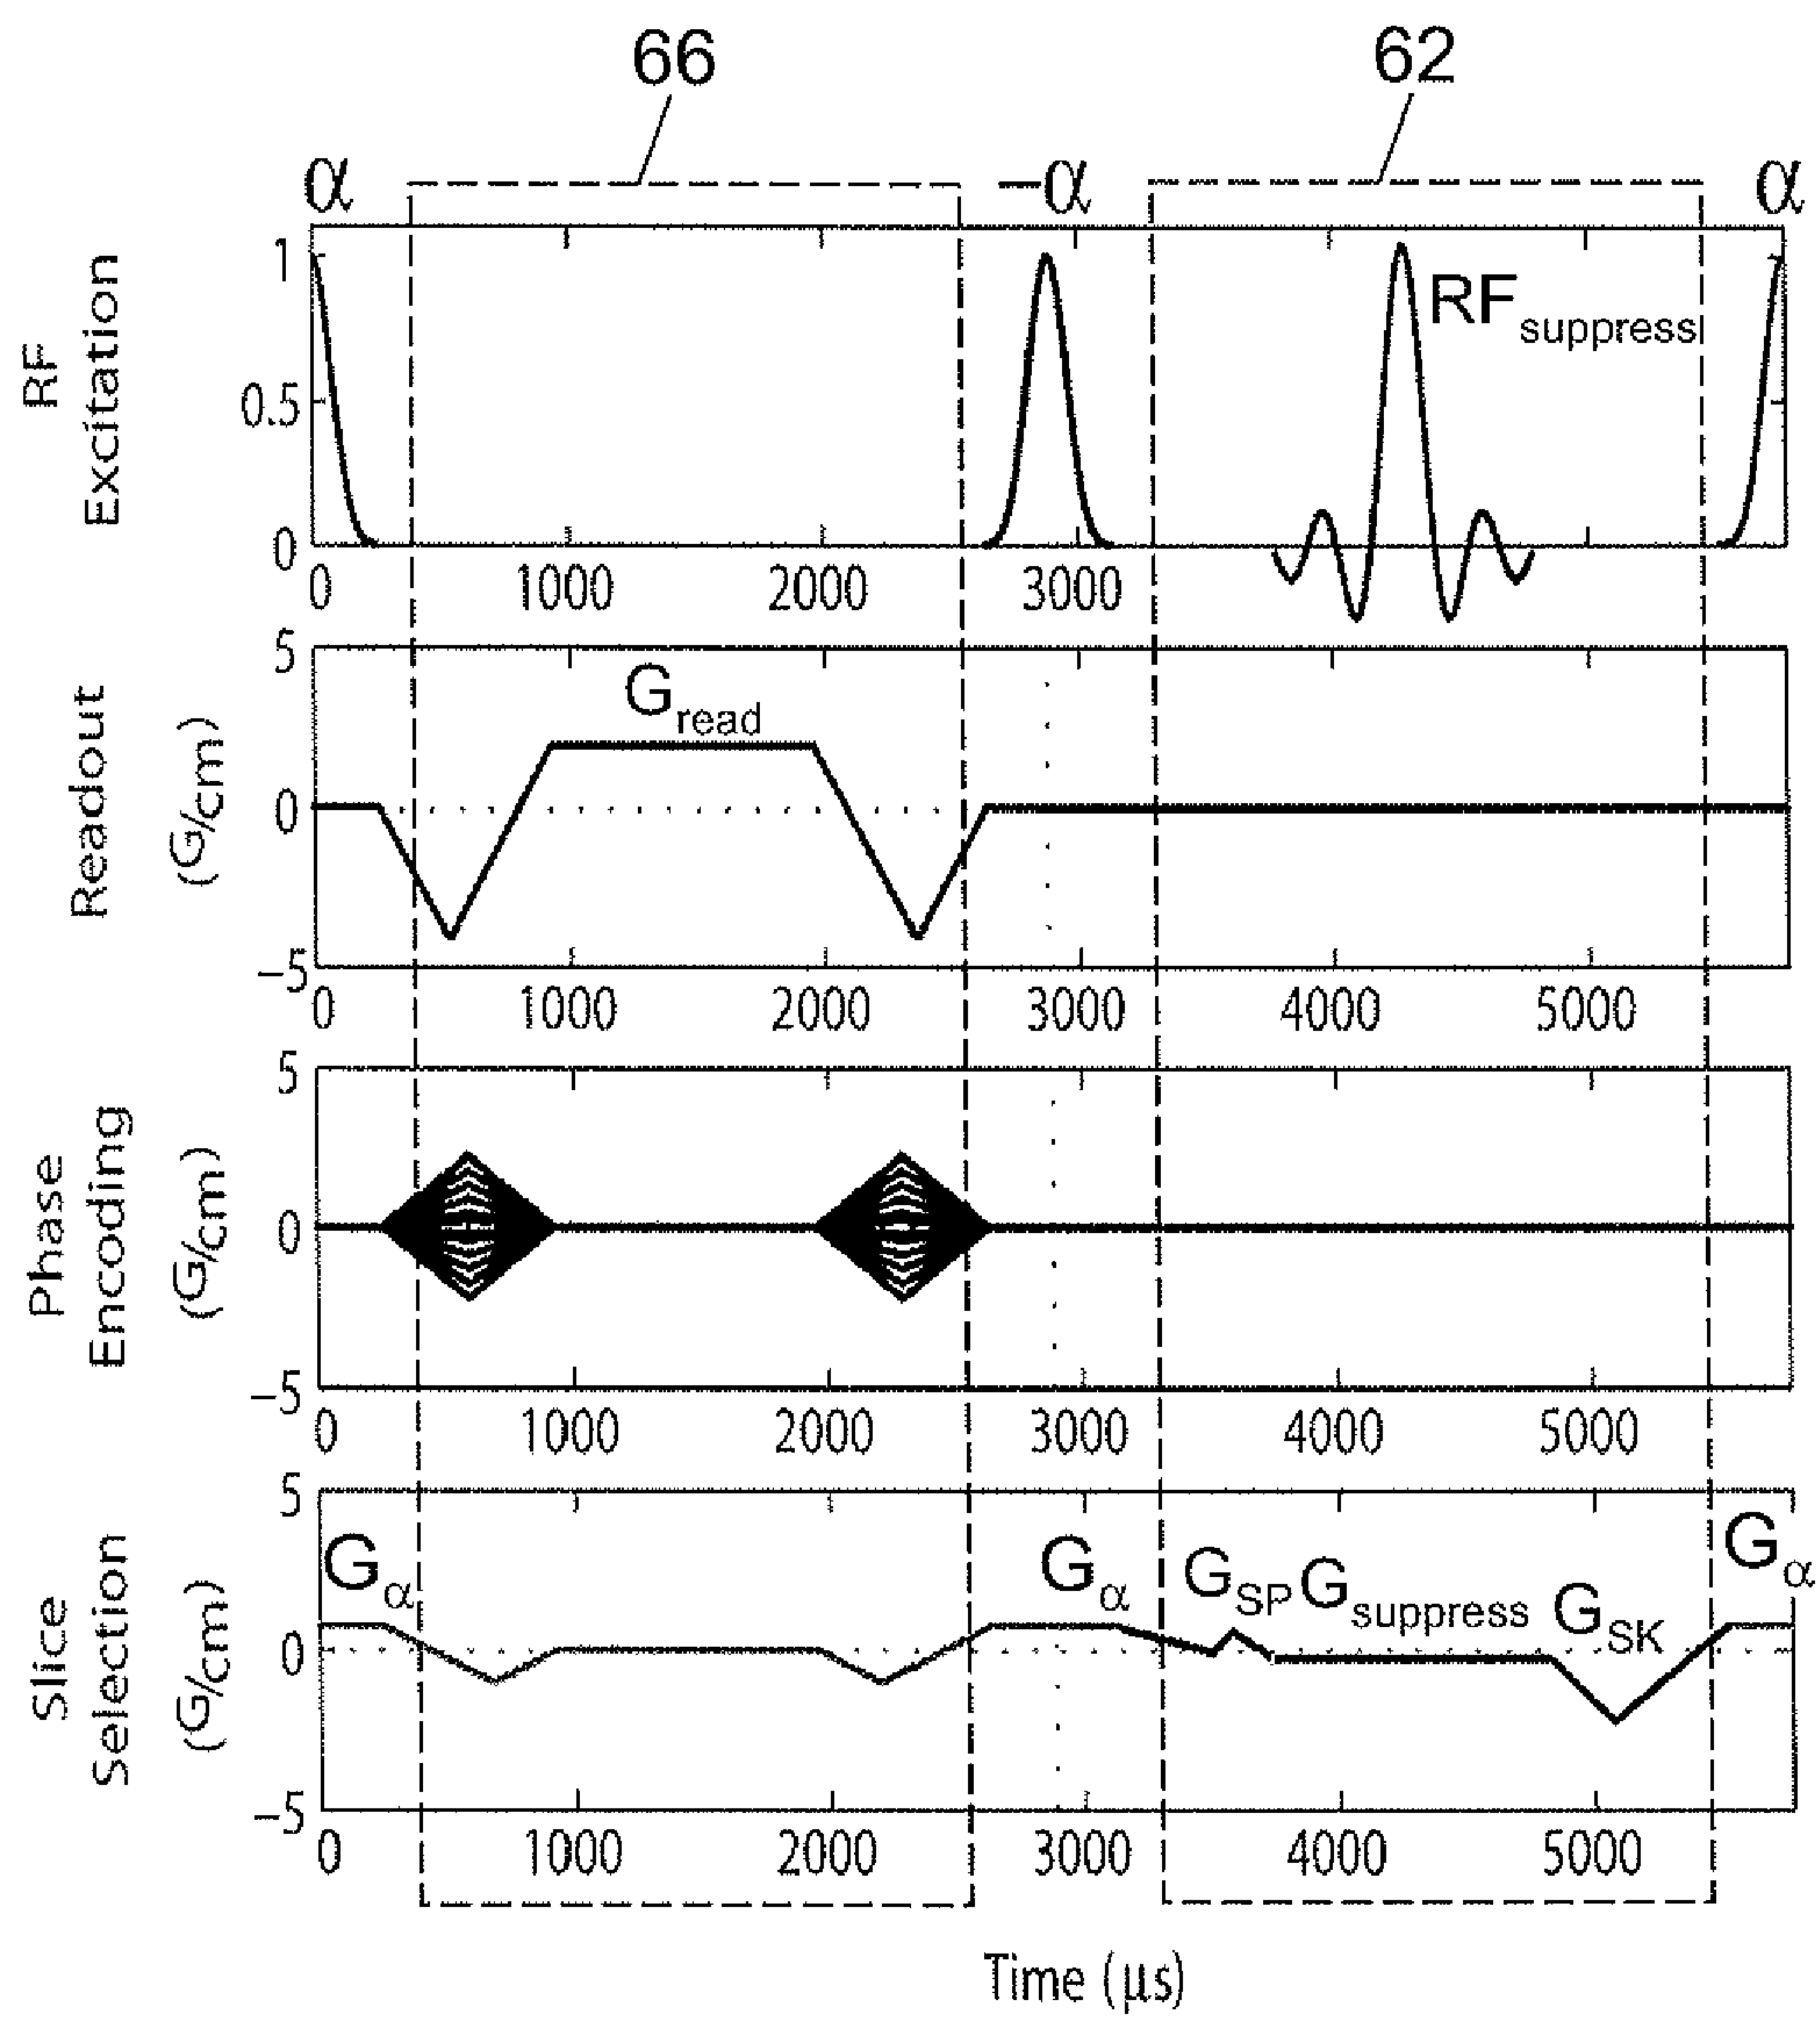 66 62
α −α α
RF
Excitation
1
0.5
0
RFsuppress
0 1000 2000 3000
Readout
(G/cm)
5
0
−5
Gread
0 1000 2000 3000 4000 5000
Phase
Encoding
(G/cm)
5
0
−5
0 1000 2000 3000 4000 5000
Slice
Selection
(G/cm)
5
0
−5
Gα Gα GSP Gsuppress GSK Gα
0 1000 2000 3000 4000 5000
Time (μs)